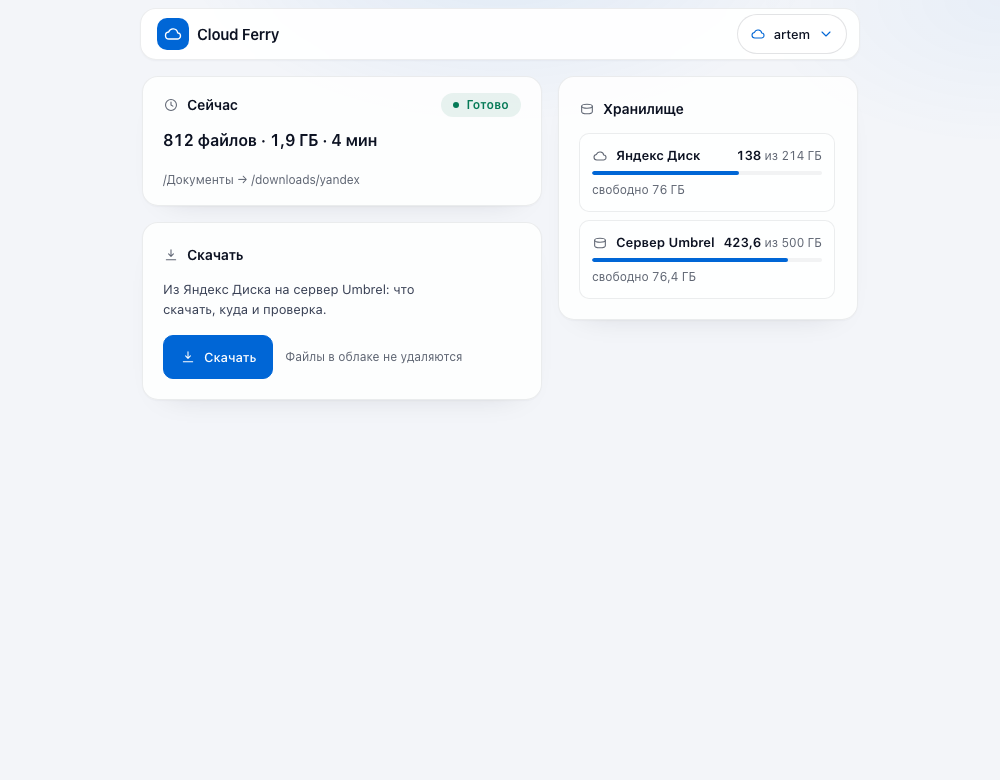 Cloud Ferry
artem
Сейчас
Готово
812 файлов · 1,9 ГБ · 4 мин
/Документы → /downloads/yandex
Скачать
Из Яндекс Диска на сервер Umbrel: что
скачать, куда и проверка.
Скачать
Файлы в облаке не удаляются
Хранилище
Яндекс Диск 138 из 214 ГБ
свободно 76 ГБ
Сервер Umbrel 423,6 из 500 ГБ
свободно 76,4 ГБ